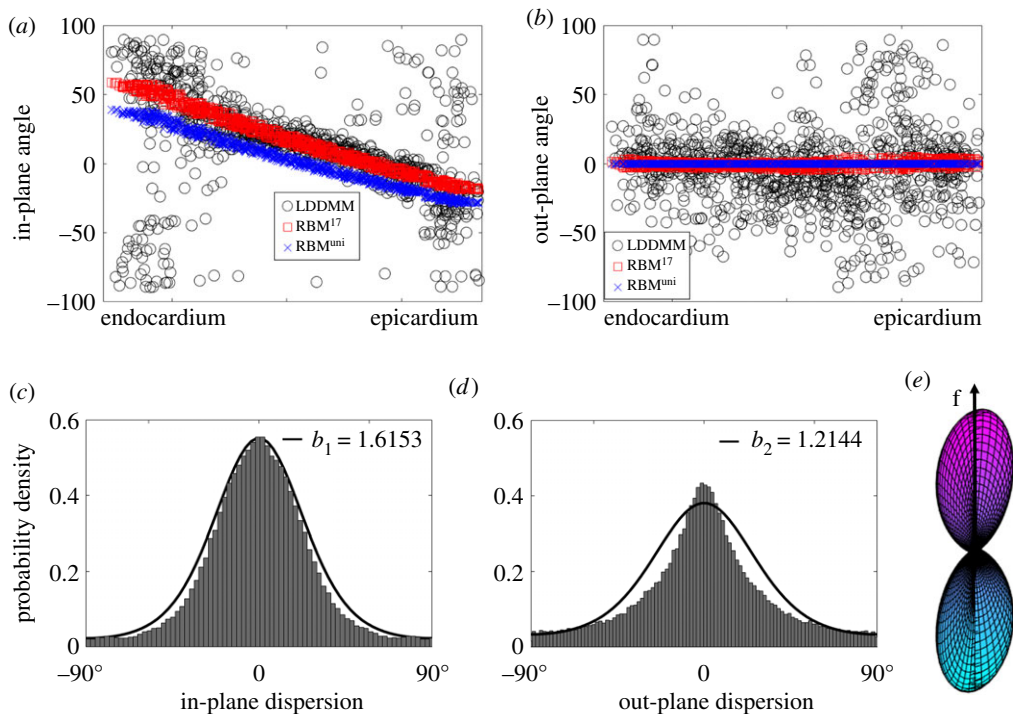 (a)
100
50
0
−50
−100
in-plane angle
LDDMM
RBM¹⁷
RBMᵘⁿⁱ
endocardium epicardium
(b)
100
50
0
−50
−100
out-plane angle
LDDMM
RBM¹⁷
RBMᵘⁿⁱ
endocardium epicardium
(c)
0.6
0.4
0.2
0
probability density
b₁ = 1.6153
−90° 0 90°
in-plane dispersion
(d)
0.6
0.4
0.2
0
b₂ = 1.2144
−90° 0 90°
out-plane dispersion
(e)
f